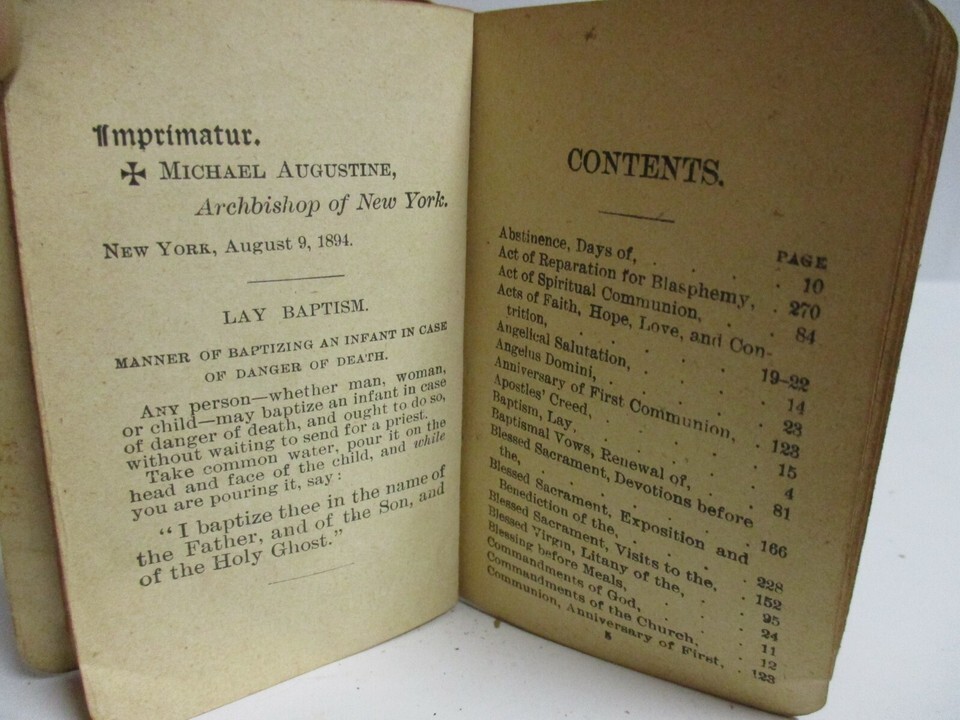 Imprimatur.
✠ MICHAEL AUGUSTINE,
Archbishop of New York.
NEW YORK, August 9, 1894.
LAY BAPTISM.
MANNER OF BAPTIZING AN INFANT IN CASE
OF DANGER OF DEATH.
ANY person—whether man, woman,
or child—may baptize an infant in case
of danger of death, and ought to do so,
without waiting to send for a priest.
Take common water, pour it on the
head and face of the child, and while
you are pouring it, say:
"I baptize thee in the name of
the Father, and of the Son, and
of the Holy Ghost."
CONTENTS.
PAGE
Abstinence, Days of, . . . . 10
Act of Reparation for Blasphemy, . 270
Act of Spiritual Communion, . . 84
Acts of Faith, Hope, Love, and Con-
trition, . . . . . 19-22
Angelical Salutation, . . . . 14
Angelus Domini, . . . . 23
Anniversary of First Communion, . 123
Apostles' Creed, . . . . 15
Baptism, Lay, . . . . 4
Baptismal Vows, Renewal of, . . 81
Blessed Sacrament, Devotions before
the, . . . . . 166
Blessed Sacrament, Exposition and
Benediction of the, . . . 228
Blessed Sacrament, Visits to the, . 152
Blessed Virgin, Litany of the, . . 95
Blessing before Meals, . . . 24
Commandments of God, . . . 11
Commandments of the Church, . . 12
Communion, Anniversary of First, . 123
5